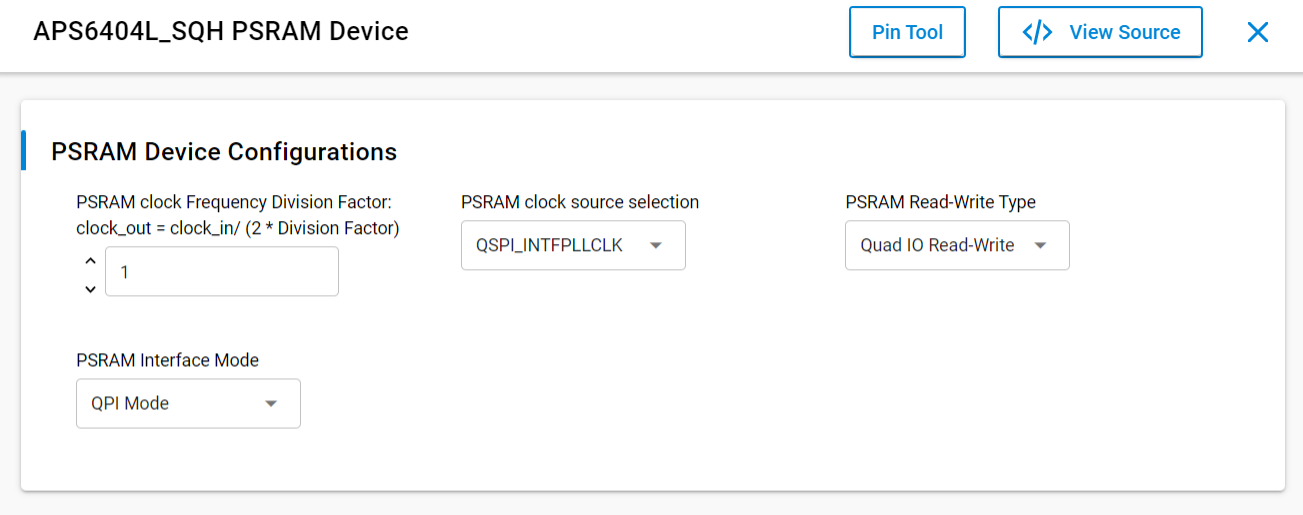 APS6404L_SQH PSRAM Device
Pin Tool
</> View Source
PSRAM Device Configurations
PSRAM clock Frequency Division Factor:
clock_out = clock_in/ (2 * Division Factor)
1
PSRAM clock source selection
QSPI_INTFPLLCLK
PSRAM Read-Write Type
Quad IO Read-Write
PSRAM Interface Mode
QPI Mode